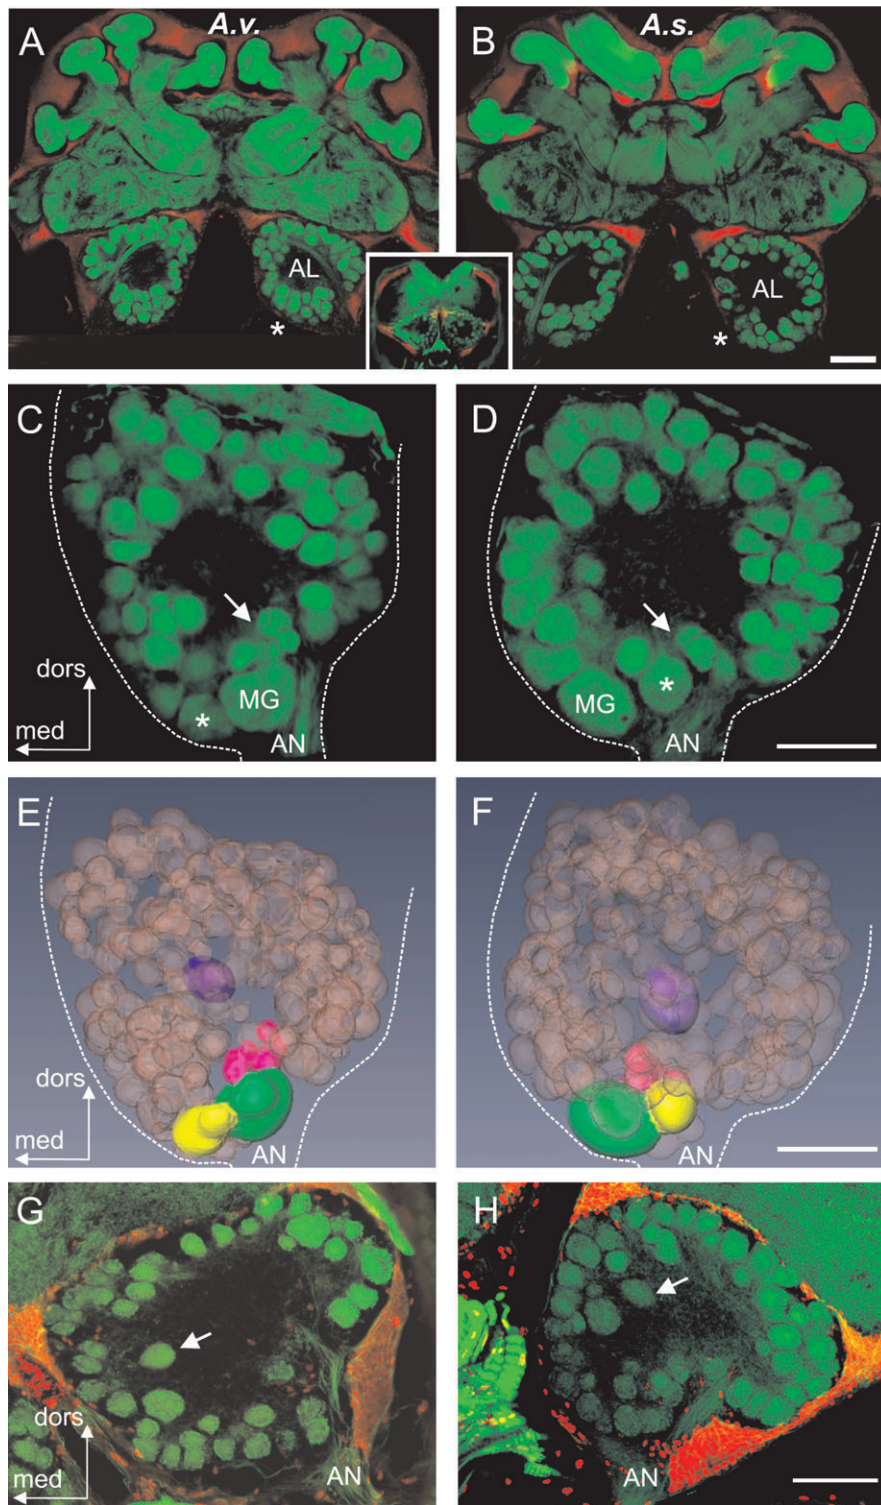 A A.v.
B A.s.
AL
AL
*
*
C
D
MG
*
MG
*
dors
med
AN
AN
E
F
dors
med
AN
AN
G
H
dors
med
AN
AN